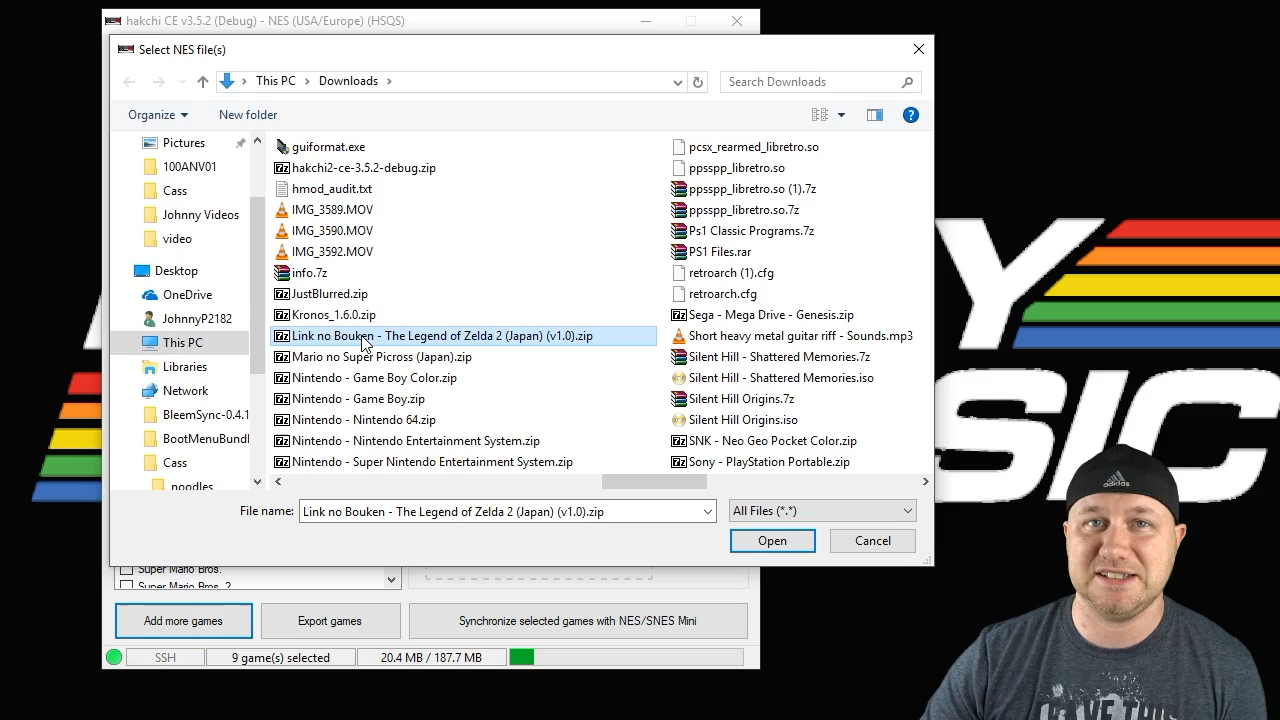 hakchi CE v3.5.2 (Debug) - NES (USA/Europe) (HSQS)
Select NES file(s)
This PC > Downloads >
Search Downloads
Organize
New folder
Pictures
100ANV01
Cass
Johnny Videos
video
Desktop
OneDrive
JohnnyP2182
This PC
Libraries
Network
BleemSync-0.4.1
BootMenuBundl
Cass
noodles
guiformat.exe
hakchi2-ce-3.5.2-debug.zip
hmod_audit.txt
IMG_3589.MOV
IMG_3590.MOV
IMG_3592.MOV
info.7z
JustBlurred.zip
Kronos_1.6.0.zip
Link no Bouken - The Legend of Zelda 2 (Japan) (v1.0).zip
Mario no Super Picross (Japan).zip
Nintendo - Game Boy Color.zip
Nintendo - Game Boy.zip
Nintendo - Nintendo 64.zip
Nintendo - Nintendo Entertainment System.zip
Nintendo - Super Nintendo Entertainment System.zip
pcsx_rearmed_libretro.so
ppsspp_libretro.so
ppsspp_libretro.so (1).7z
ppsspp_libretro.so.7z
Ps1 Classic Programs.7z
PS1 Files.rar
retroarch (1).cfg
retroarch.cfg
Sega - Mega Drive - Genesis.zip
Short heavy metal guitar riff - Sounds.mp3
Silent Hill - Shattered Memories.7z
Silent Hill - Shattered Memories.iso
Silent Hill Origins.7z
Silent Hill Origins.iso
SNK - Neo Geo Pocket Color.zip
Sony - PlayStation Portable.zip
File name:
Link no Bouken - The Legend of Zelda 2 (Japan) (v1.0).zip
All Files (*.*)
Open
Cancel
Super Mario Bros.
Super Mario Bros. 2
Add more games
Export games
Synchronize selected games with NES/SNES Mini
SSH
9 game(s) selected
20.4 MB / 187.7 MB
adidas